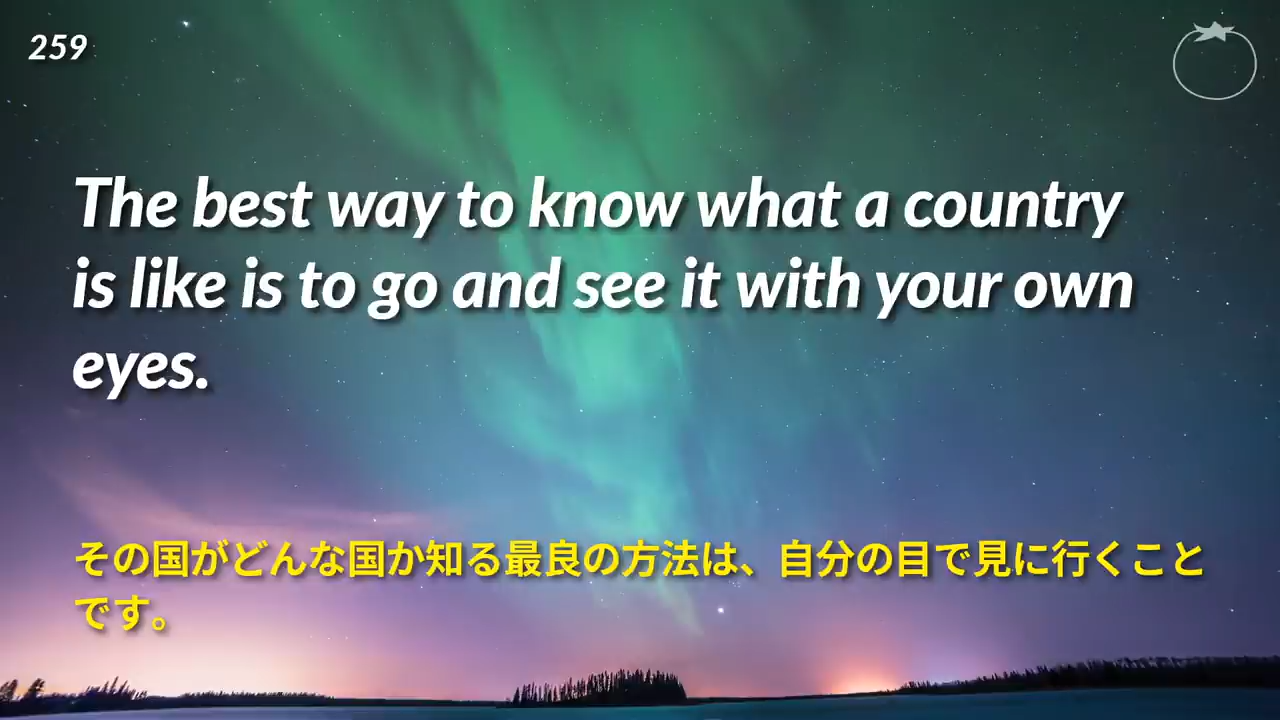 259
The best way to know what a country
is like is to go and see it with your own
eyes.
その国がどんな国か知る最良の方法は、自分の目で見に行くこと
です。